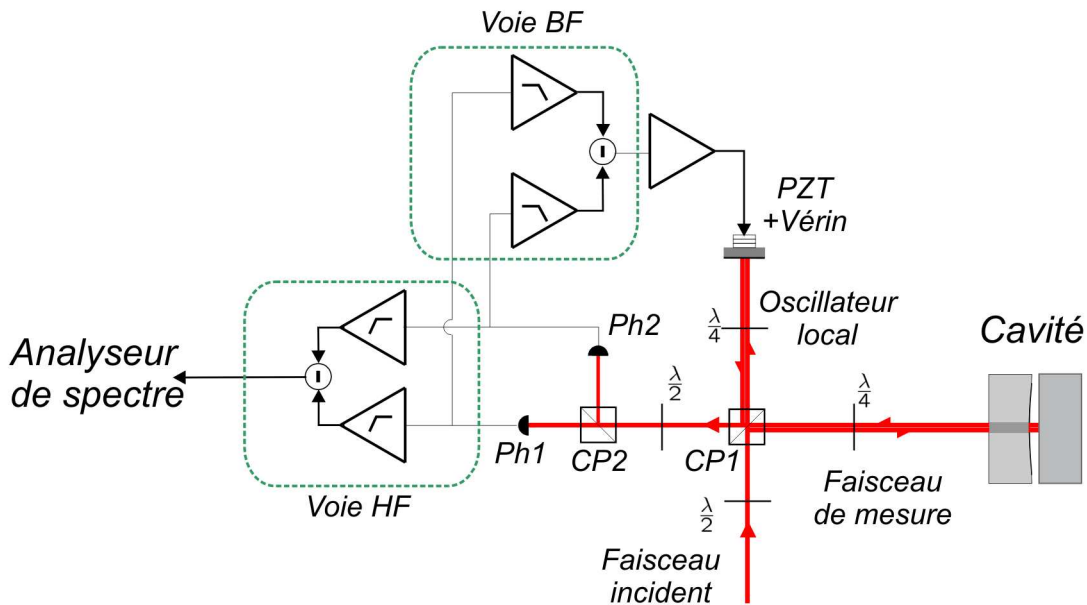 Voie BF
PZT
+Vérin
Oscillateur
local
λ/4
Cavité
Ph2
Analyseur
de spectre
λ/2
λ/4
Ph1
CP2
CP1
Voie HF
λ/2
Faisceau
de mesure
Faisceau
incident